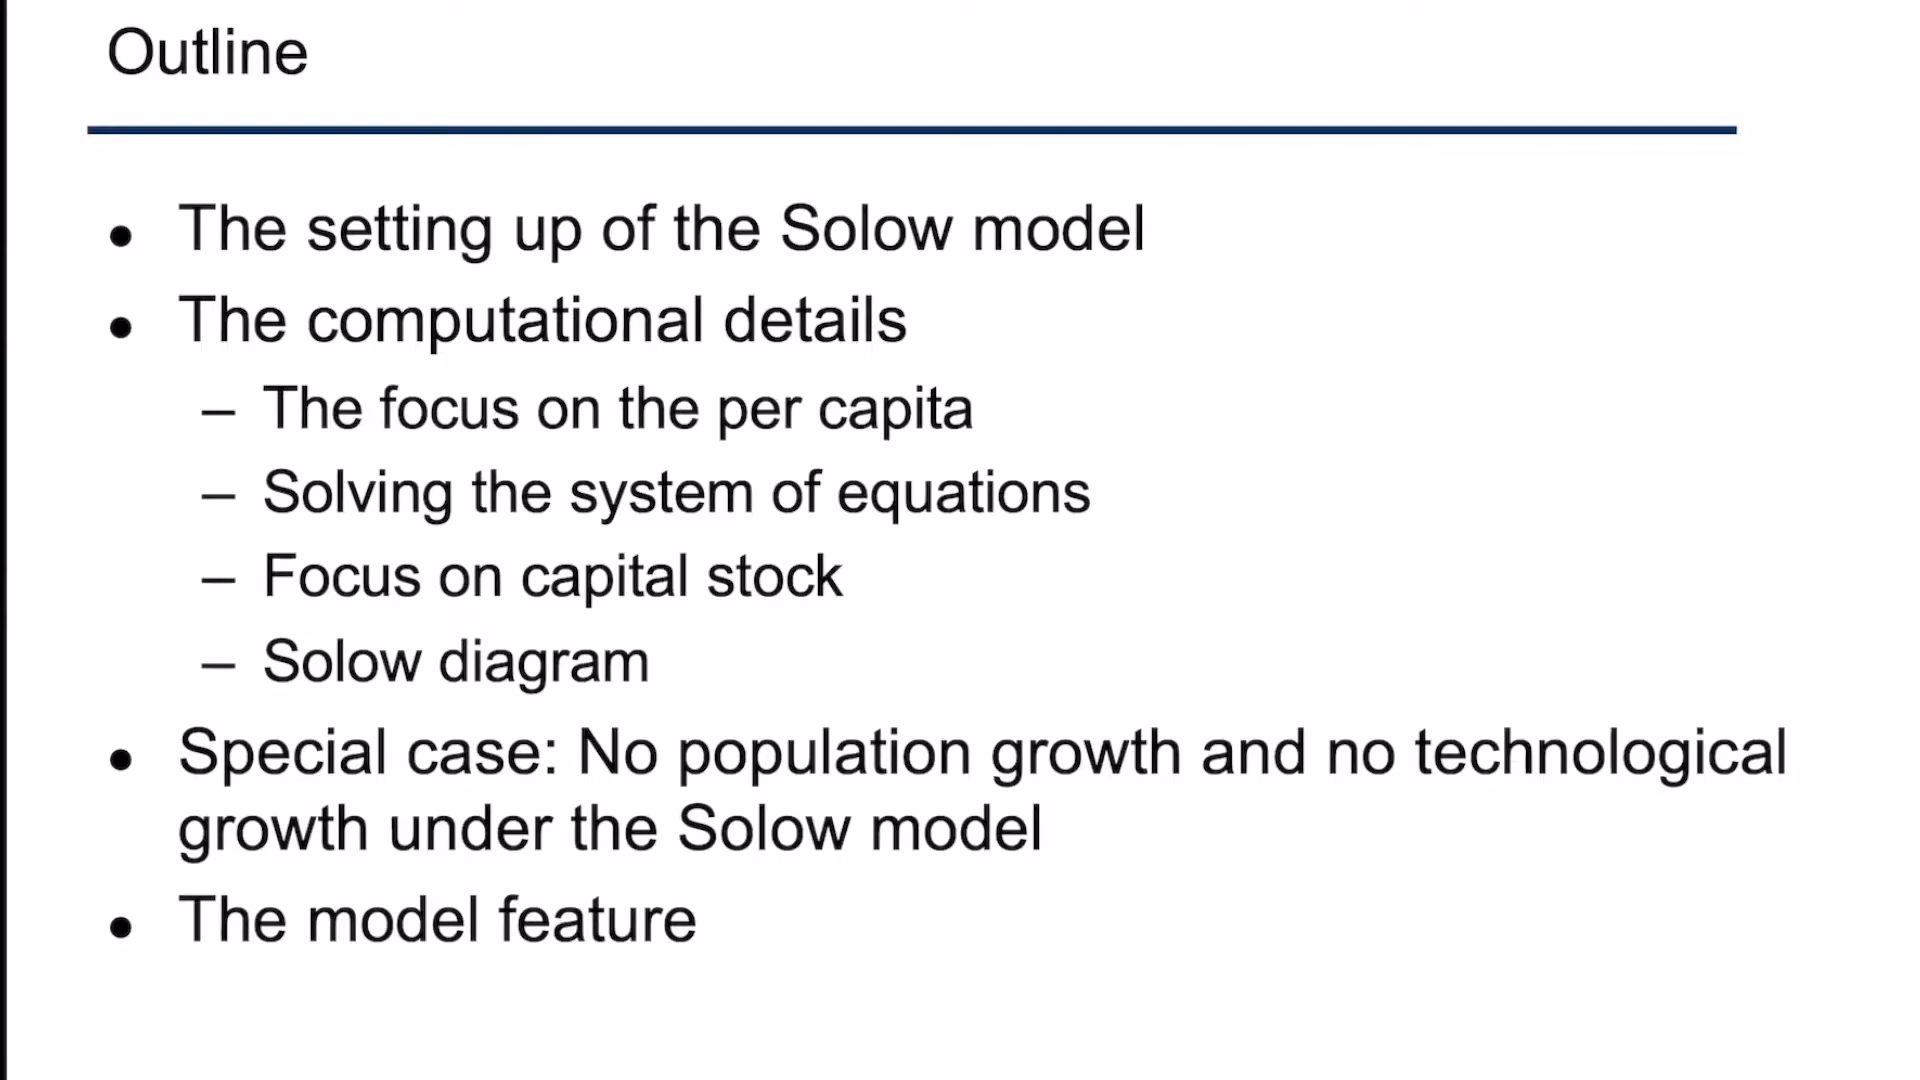 Outline
• The setting up of the Solow model
• The computational details
– The focus on the per capita
– Solving the system of equations
– Focus on capital stock
– Solow diagram
• Special case: No population growth and no technological
growth under the Solow model
• The model feature